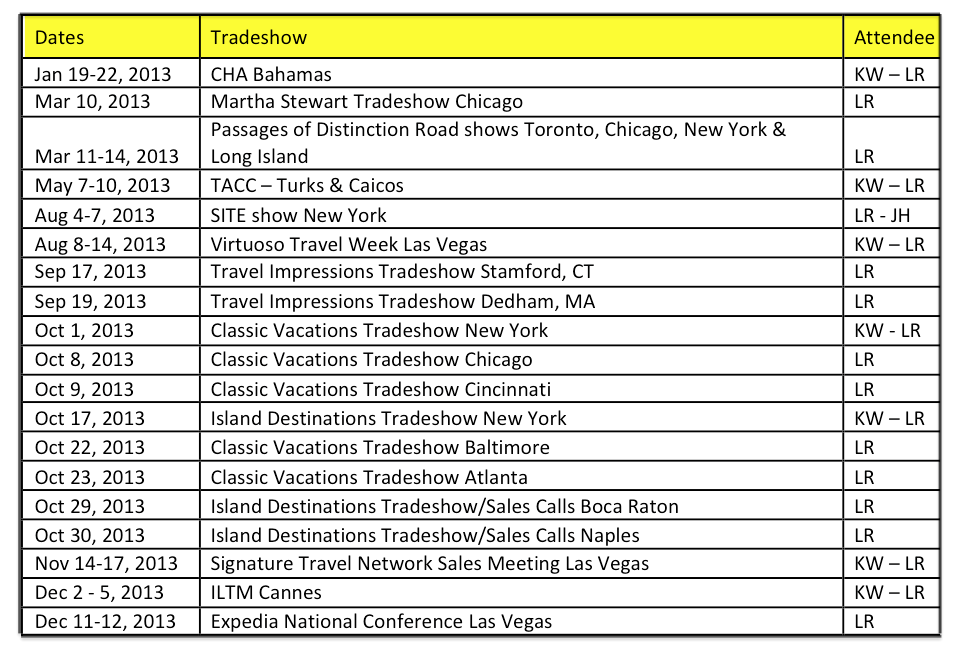 Dates Tradeshow Attendee
Jan 19-22, 2013 CHA Bahamas KW – LR
Mar 10, 2013 Martha Stewart Tradeshow Chicago LR
Passages of Distinction Road shows Toronto, Chicago, New York &
Mar 11-14, 2013 Long Island LR
May 7-10, 2013 TACC – Turks & Caicos KW – LR
Aug 4-7, 2013 SITE show New York LR - JH
Aug 8-14, 2013 Virtuoso Travel Week Las Vegas KW – LR
Sep 17, 2013 Travel Impressions Tradeshow Stamford, CT LR
Sep 19, 2013 Travel Impressions Tradeshow Dedham, MA LR
Oct 1, 2013 Classic Vacations Tradeshow New York KW - LR
Oct 8, 2013 Classic Vacations Tradeshow Chicago LR
Oct 9, 2013 Classic Vacations Tradeshow Cincinnati LR
Oct 17, 2013 Island Destinations Tradeshow New York KW – LR
Oct 22, 2013 Classic Vacations Tradeshow Baltimore LR
Oct 23, 2013 Classic Vacations Tradeshow Atlanta LR
Oct 29, 2013 Island Destinations Tradeshow/Sales Calls Boca Raton LR
Oct 30, 2013 Island Destinations Tradeshow/Sales Calls Naples LR
Nov 14-17, 2013 Signature Travel Network Sales Meeting Las Vegas KW – LR
Dec 2 - 5, 2013 ILTM Cannes KW – LR
Dec 11-12, 2013 Expedia National Conference Las Vegas LR